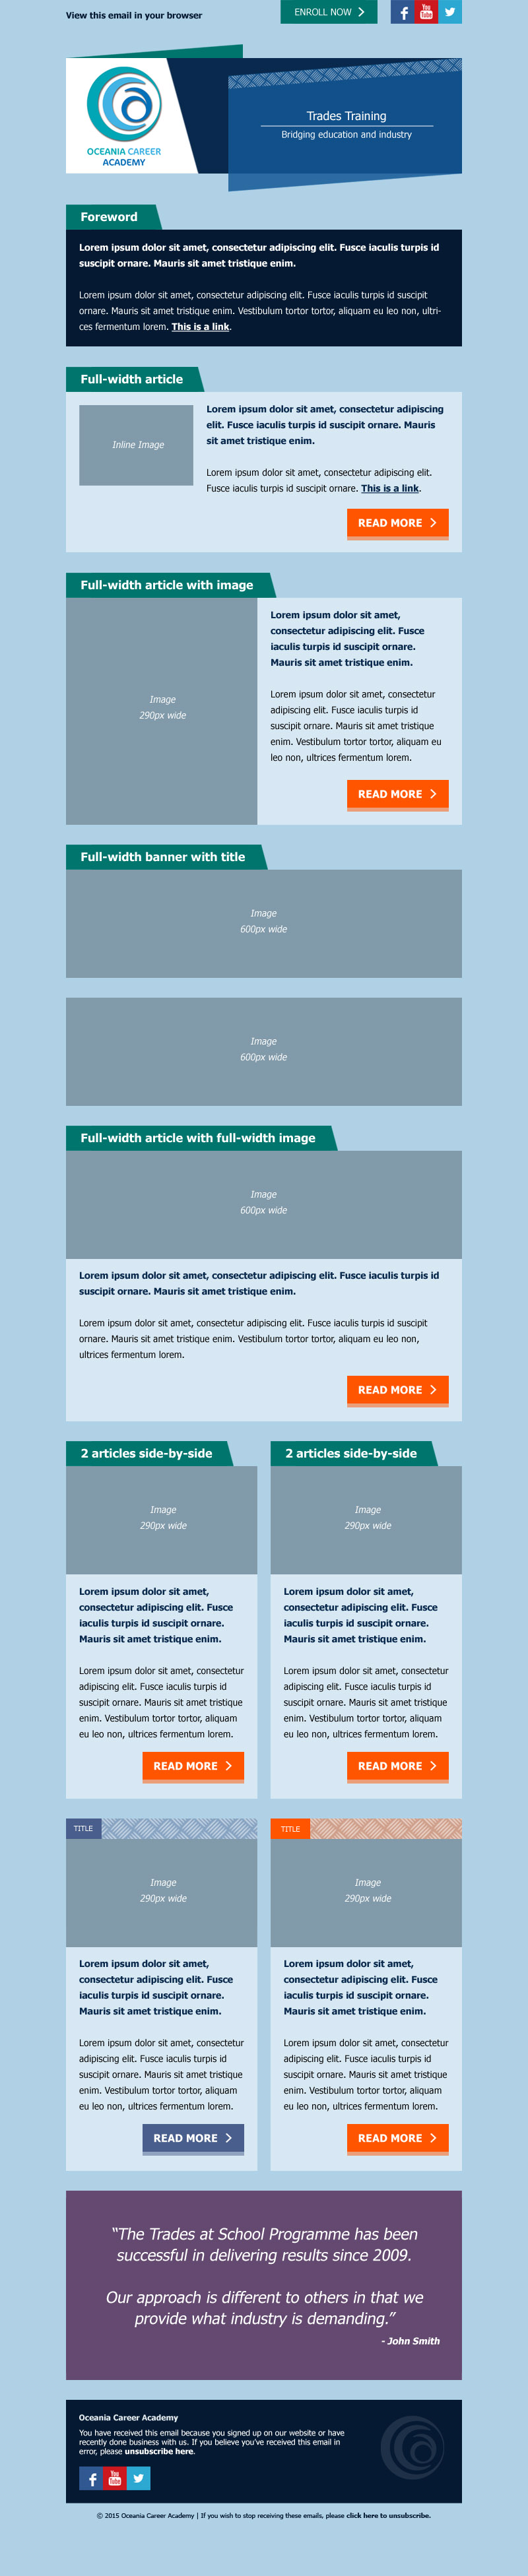 View this email in your browser
ENROLL NOW
f
You
Tube
OCEANIA CAREER
ACADEMY
Trades Training
Bridging education and industry
Foreword
Lorem ipsum dolor sit amet, consectetur adipiscing elit. Fusce iaculis turpis id
suscipit ornare. Mauris sit amet tristique enim.
Lorem ipsum dolor sit amet, consectetur adipiscing elit. Fusce iaculis turpis id suscipit
ornare. Mauris sit amet tristique enim. Vestibulum tortor tortor, aliquam eu leo non, ultri-
ces fermentum lorem. This is a link.
Full-width article
Inline Image
Lorem ipsum dolor sit amet, consectetur adipiscing
elit. Fusce iaculis turpis id suscipit ornare. Mauris
sit amet tristique enim.
Lorem ipsum dolor sit amet, consectetur adipiscing elit.
Fusce iaculis turpis id suscipit ornare. This is a link.
READ MORE
Full-width article with image
Image
290px wide
Lorem ipsum dolor sit amet,
consectetur adipiscing elit. Fusce
iaculis turpis id suscipit ornare.
Mauris sit amet tristique enim.
Lorem ipsum dolor sit amet, consectetur
adipiscing elit. Fusce iaculis turpis id
suscipit ornare. Mauris sit amet tristique
enim. Vestibulum tortor tortor, aliquam eu
leo non, ultrices fermentum lorem.
READ MORE
Full-width banner with title
Image
600px wide
Image
600px wide
Full-width article with full-width image
Image
600px wide
Lorem ipsum dolor sit amet, consectetur adipiscing elit. Fusce iaculis turpis id
suscipit ornare. Mauris sit amet tristique enim.
Lorem ipsum dolor sit amet, consectetur adipiscing elit. Fusce iaculis turpis id suscipit
ornare. Mauris sit amet tristique enim. Vestibulum tortor tortor, aliquam eu leo non,
ultrices fermentum lorem.
READ MORE
2 articles side-by-side
Image
290px wide
Lorem ipsum dolor sit amet,
consectetur adipiscing elit. Fusce
iaculis turpis id suscipit ornare.
Mauris sit amet tristique enim.
Lorem ipsum dolor sit amet, consectetur
adipiscing elit. Fusce iaculis turpis id
suscipit ornare. Mauris sit amet tristique
enim. Vestibulum tortor tortor, aliquam
eu leo non, ultrices fermentum lorem.
READ MORE
2 articles side-by-side
Image
290px wide
Lorem ipsum dolor sit amet,
consectetur adipiscing elit. Fusce
iaculis turpis id suscipit ornare.
Mauris sit amet tristique enim.
Lorem ipsum dolor sit amet, consectetur
adipiscing elit. Fusce iaculis turpis id
suscipit ornare. Mauris sit amet tristique
enim. Vestibulum tortor tortor, aliquam
eu leo non, ultrices fermentum lorem.
READ MORE
TITLE
Image
290px wide
Lorem ipsum dolor sit amet,
consectetur adipiscing elit. Fusce
iaculis turpis id suscipit ornare.
Mauris sit amet tristique enim.
Lorem ipsum dolor sit amet, consectetur
adipiscing elit. Fusce iaculis turpis id
suscipit ornare. Mauris sit amet tristique
enim. Vestibulum tortor tortor, aliquam
eu leo non, ultrices fermentum lorem.
READ MORE
TITLE
Image
290px wide
Lorem ipsum dolor sit amet,
consectetur adipiscing elit. Fusce
iaculis turpis id suscipit ornare.
Mauris sit amet tristique enim.
Lorem ipsum dolor sit amet, consectetur
adipiscing elit. Fusce iaculis turpis id
suscipit ornare. Mauris sit amet tristique
enim. Vestibulum tortor tortor, aliquam
eu leo non, ultrices fermentum lorem.
READ MORE
“The Trades at School Programme has been
successful in delivering results since 2009.
Our approach is different to others in that we
provide what industry is demanding.”
- John Smith
Oceania Career Academy
You have received this email because you signed up on our website or have
recently done business with us. If you believe you've received this email in
error, please unsubscribe here.
f
You
Tube
© 2015 Oceania Career Academy | If you wish to stop receiving these emails, please click here to unsubscribe.